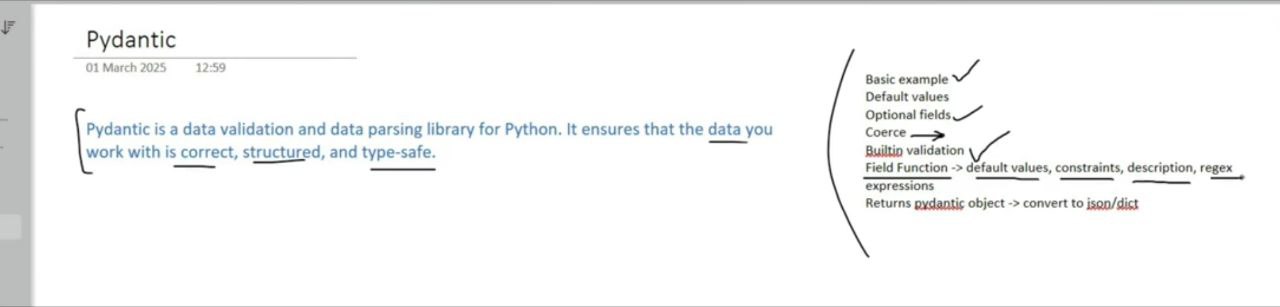 Pydantic
01 March 2025 12:59
Pydantic is a data validation and data parsing library for Python. It ensures that the data you
work with is correct, structured, and type-safe.
Basic example
Default values
Optional fields
Coerce
Builtin validation
Field Function -> default values, constraints, description, regex
expressions
Returns pydantic object -> convert to json/dict